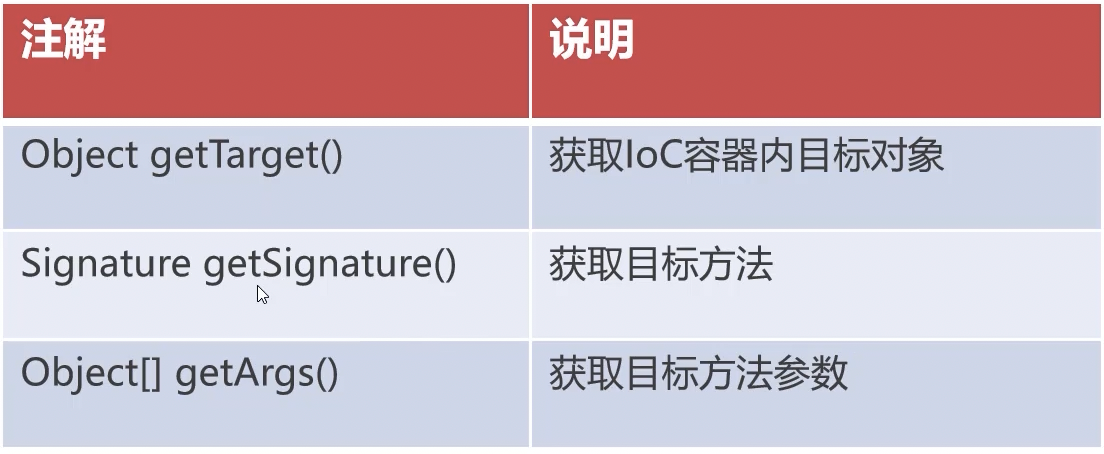 注解 说明
Object getTarget() 获取IoC容器内目标对象
Signature getSignature() 获取目标方法
Object[] getArgs() 获取目标方法参数